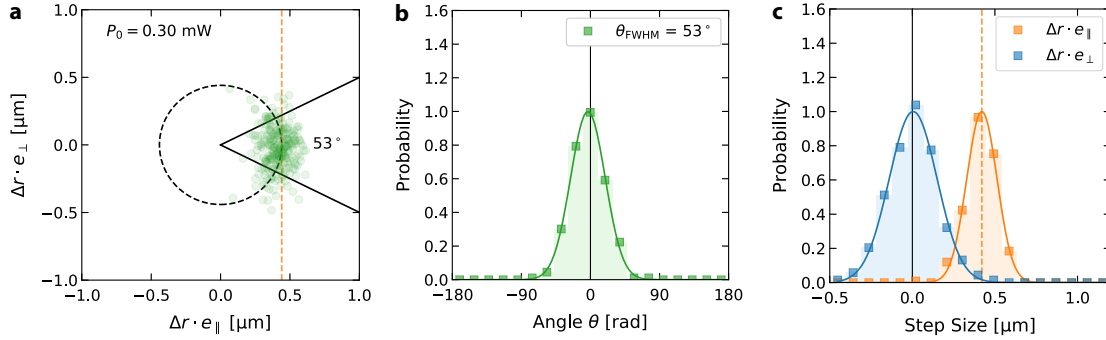 a
P₀ = 0.30 mW
53°
1.0
0.5
0.0
−0.5
−1.0
Δr · e⊥ [μm]
−1.0
−0.5
0.0
0.5
1.0
Δr · e∥ [μm]
b
θFWHM = 53°
1.6
1.4
1.2
1.0
0.8
0.6
0.4
0.2
0.0
Probability
-180
-90
0
90
180
Angle θ [rad]
c
Δr · e∥
Δr · e⊥
1.6
1.4
1.2
1.0
0.8
0.6
0.4
0.2
0.0
Probability
−0.5
0.0
0.5
1.0
Step Size [μm]